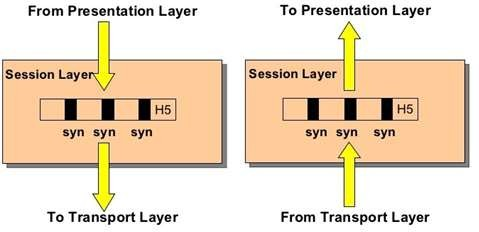 From Presentation Layer
Session Layer
H5
syn syn syn
To Transport Layer
To Presentation Layer
Session Layer
H5
syn syn syn
From Transport Layer